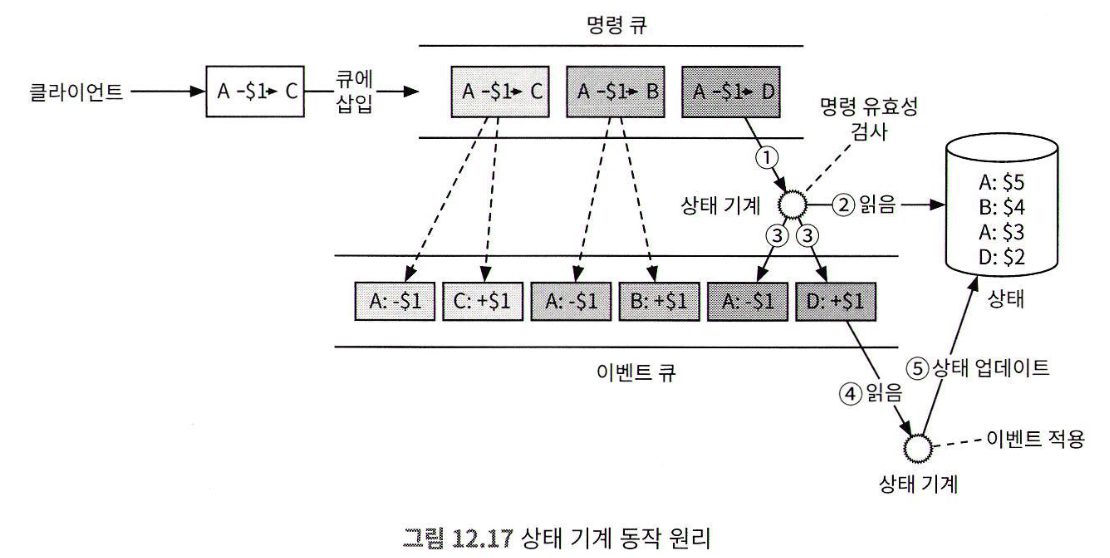 명령 큐
클라이언트
A -$1▸ C
큐에
삽입
A -$1▸ C
A -$1▸ B
A -$1▸ D
명령 유효성
검사
①
상태 기계
② 읽음
③ ③
A: $5
B: $4
A: $3
D: $2
상태
A: -$1
C: +$1
A: -$1
B: +$1
A: -$1
D: +$1
이벤트 큐
④ 읽음
⑤ 상태 업데이트
이벤트 적용
상태 기계
그림 12.17 상태 기계 동작 원리